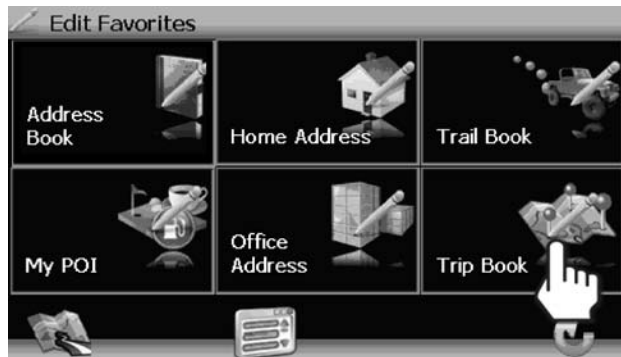 Edit Favorites
Address
Book
Home Address
Trail Book
My POI
Office
Address
Trip Book